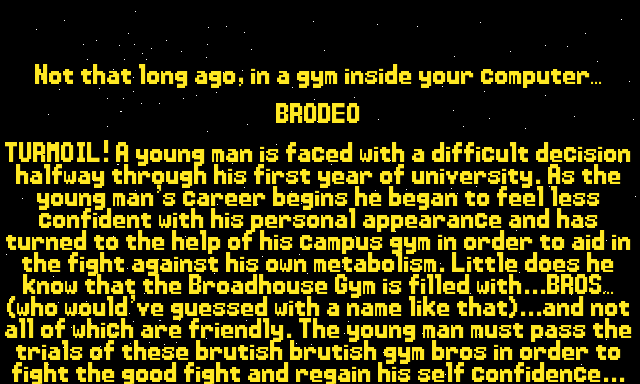 Not that long ago, in a gym inside your computer...
BRODEO
TURMOIL! A young man is faced with a difficult decision
halfway through his first year of university. As the
young man's career begins he began to feel less
confident with his personal appearance and has
turned to the help of his campus gym in order to aid in
the fight against his own metabolism. Little does he
know that the Broadhouse Gym is filled with...BROS...
(who would've guessed with a name like that)...and not
all of which are friendly. The young man must pass the
trials of these brutish brutish gym bros in order to
fight the good fight and regain his self confidence...